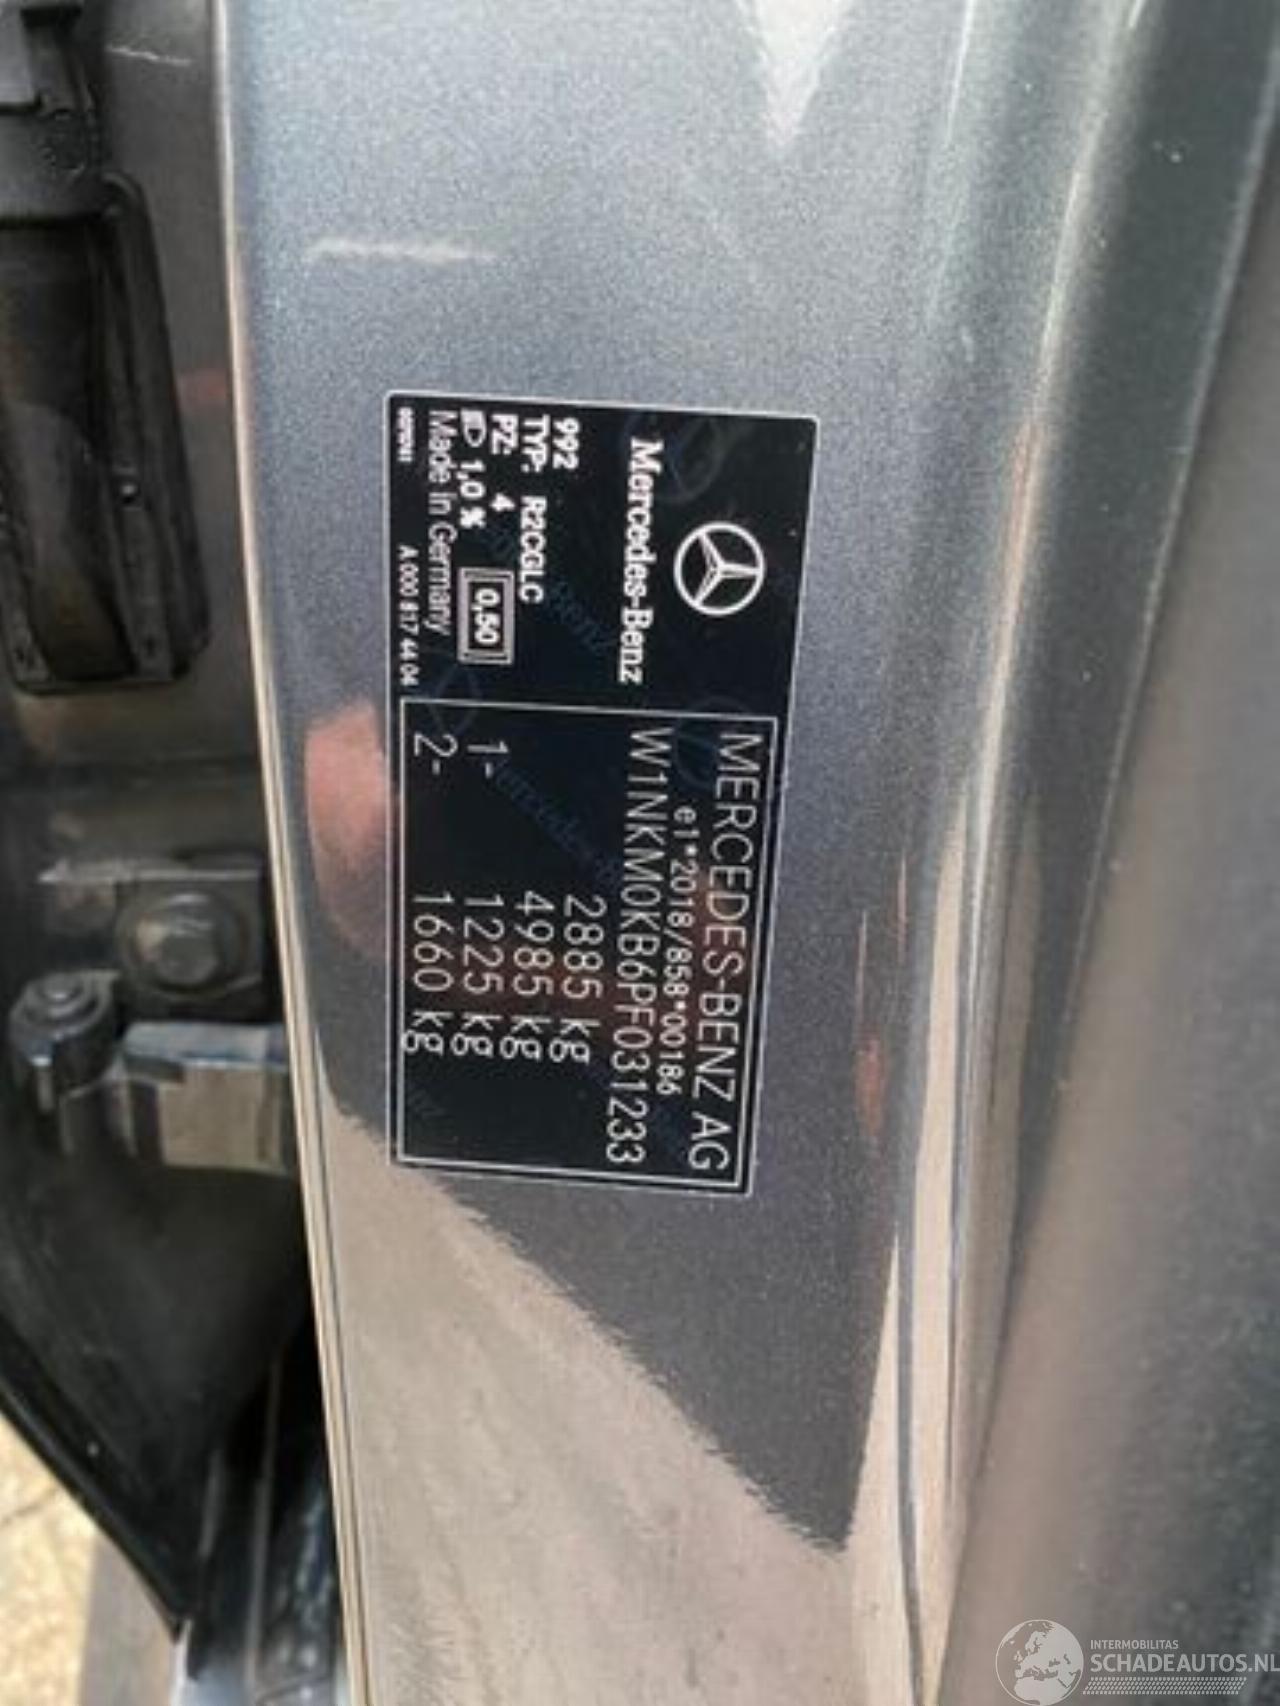 Mercedes-Benz
992
TYP: R2CGLC
PZ: 4
1,0 %
0,50
Made in Germany
A 000 817 44 04
MERCEDES-BENZ AG
e1*2018/858*00186
W1NKM0KB6PF031233
2885 kg
4985 kg
1- 1225 kg
2- 1660 kg
INTERMOBILITAS
SCHADEAUTOS.NL